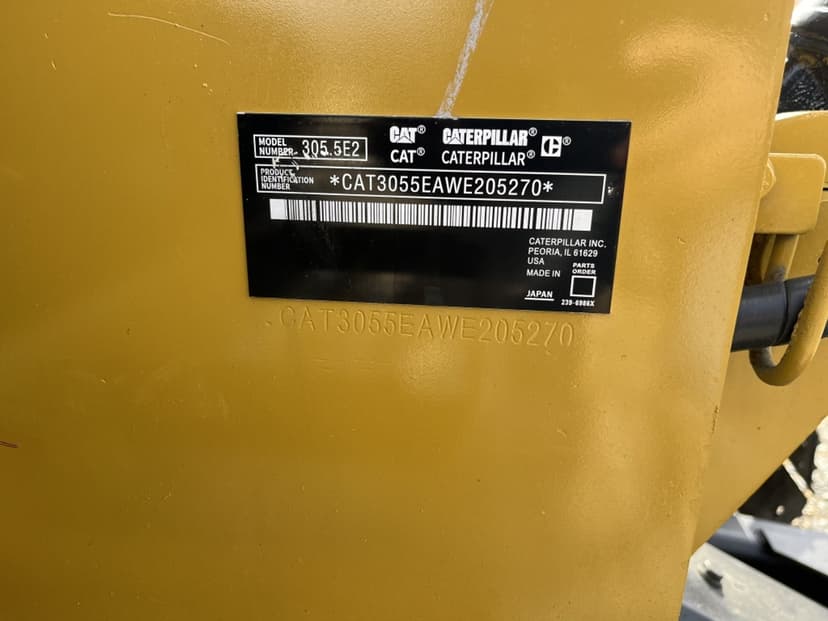 MODEL NUMBER 305.5E2
CAT® CATERPILLAR® C®
CAT® CATERPILLAR®
PRODUCT IDENTIFICATION NUMBER *CAT3055EAWE205270*
CATERPILLAR INC.
PEORIA, IL 61629
USA
MADE IN
JAPAN
PARTS ORDER
239-6986X
CAT3055EAWE205270